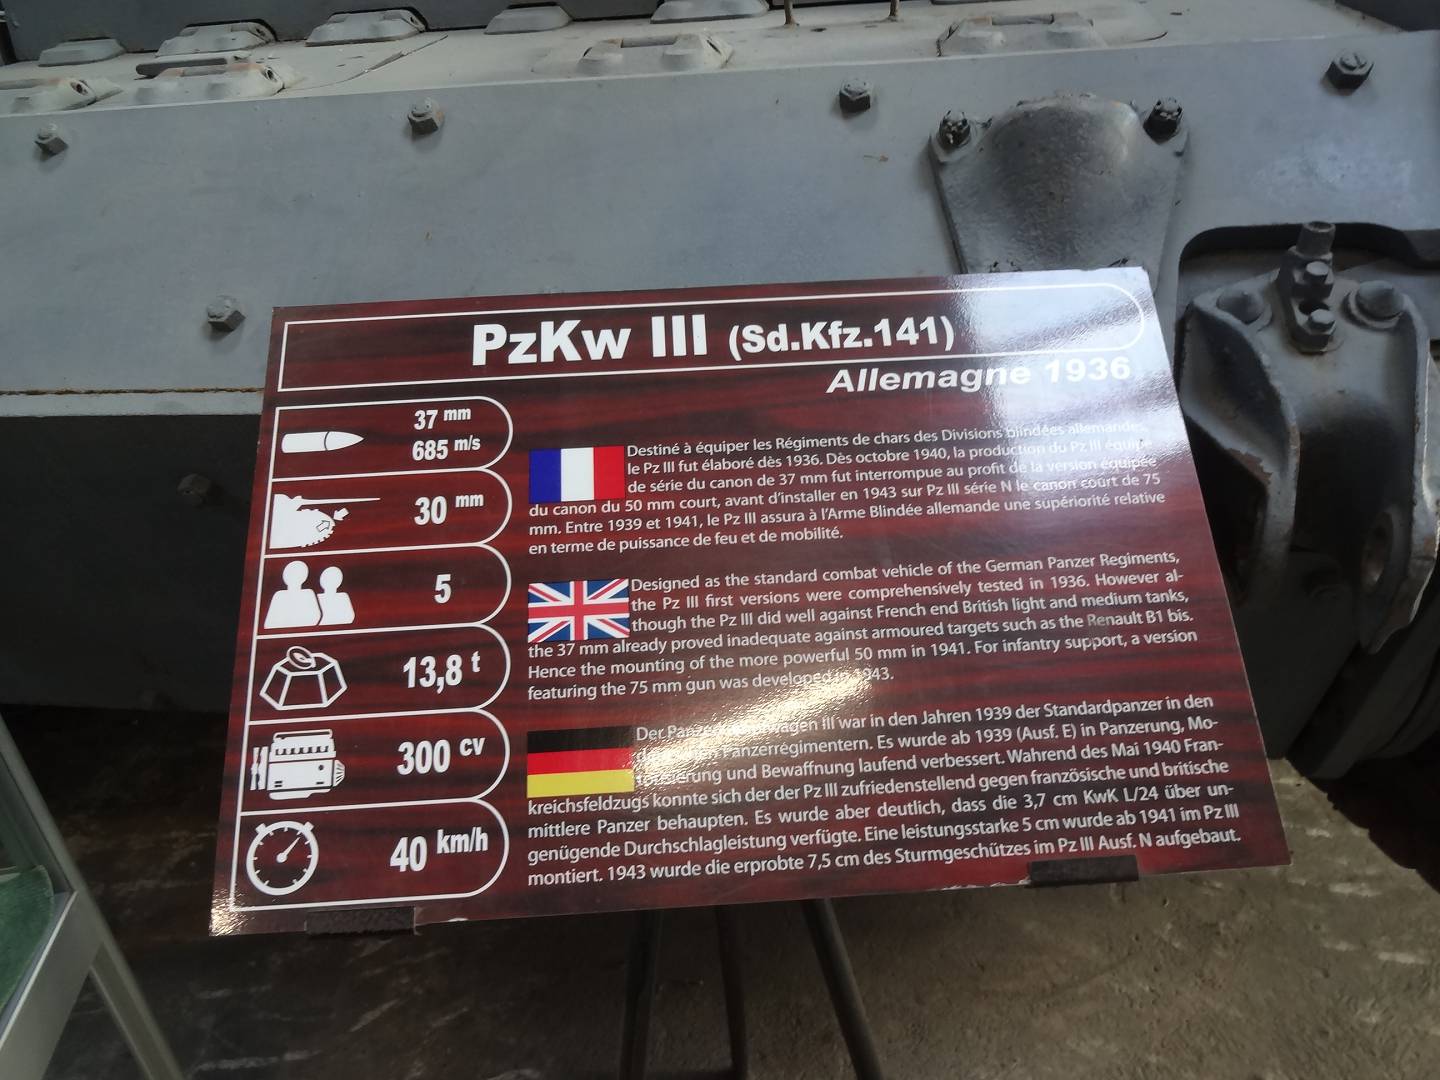 PzKw III (Sd.Kfz.141)
Allemagne 1936
37 mm
685 m/s
30 mm
5
13,8 t
300 cv
40 km/h
Destiné à équiper les Régiments de chars des Divisions blindées allemandes,
le Pz III fut élaboré dès 1936. Dès octobre 1940, la production du Pz III équipé
de série du canon de 37 mm fut interrompue au profit de la version équipée
du canon du 50 mm court, avant d'installer en 1943 sur Pz III série N le canon court de 75
mm. Entre 1939 et 1941, le Pz III assura à l'Arme Blindée allemande une supériorité relative
en terme de puissance de feu et de mobilité.
Designed as the standard combat vehicle of the German Panzer Regiments,
the Pz III first versions were comprehensively tested in 1936. However al-
though the Pz III did well against French end British light and medium tanks,
the 37 mm already proved inadequate against armoured targets such as the Renault B1 bis.
Hence the mounting of the more powerful 50 mm in 1941. For infantry support, a version
featuring the 75 mm gun was developed in 1943.
Der wagen III war in den Jahren 1939 der Standardpanzer in den
Panzerrégimentern. Es wurde ab 1939 (Ausf. E) in Panzerung, Mo-
torisierung und Bewaffnung laufend verbessert. Wahrend des Mai 1940 Fran-
kreichsfeldzugs konnte sich der der Pz III zufriedenstellend gegen französische und britische
mittlere Panzer behaupten. Es wurde aber deutlich, dass die 3,7 cm KwK L/24 über un-
genügende Durchschlagleistung verfügte. Eine leistungsstarke 5 cm wurde ab 1941 im Pz III
montiert. 1943 wurde die erprobte 7,5 cm des Sturmgeschützes im Pz III Ausf. N aufgebaut.